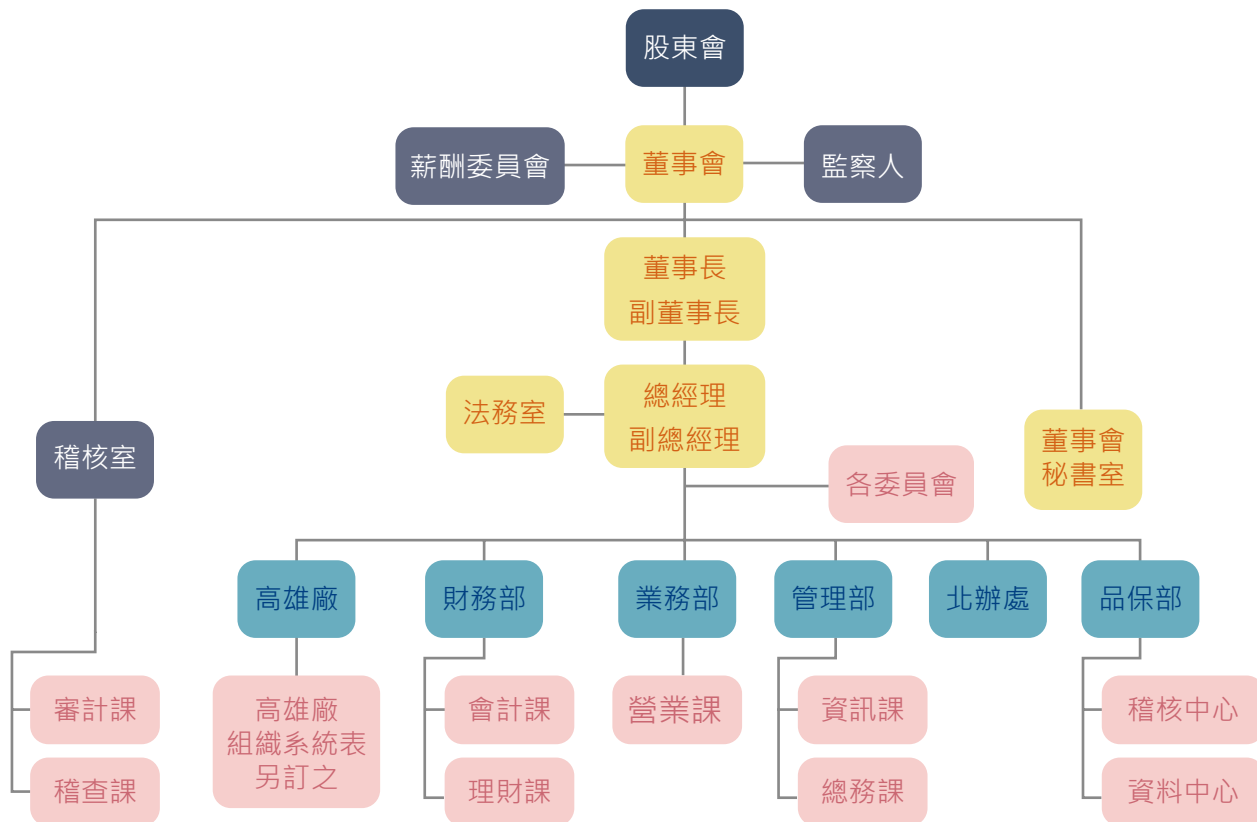 股東會
薪酬委員會
董事會
監察人
董事長
副董事長
總經理
副總經理
法務室
稽核室
董事會
秘書室
各委員會
高雄廠
財務部
業務部
管理部
北辦處
品保部
審計課
高雄廠
組織系統表
另訂之
會計課
營業課
資訊課
稽核中心
稽查課
理財課
總務課
資料中心